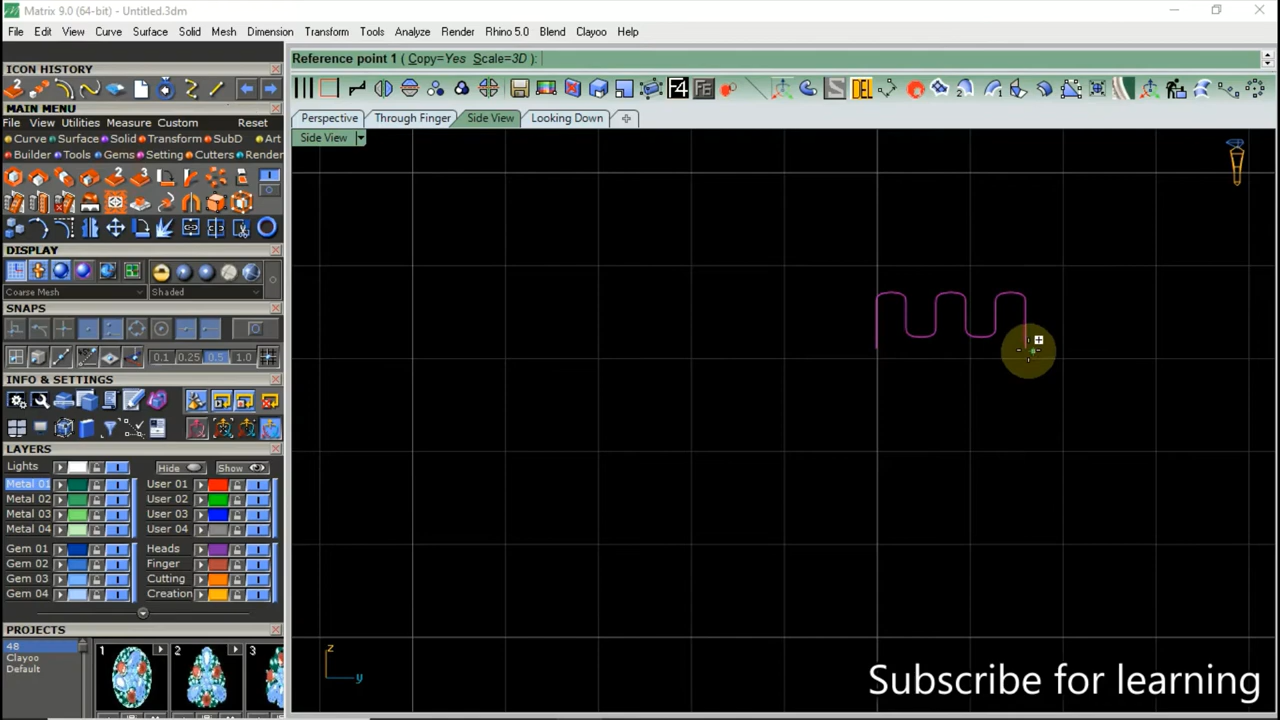 Matrix 9.0 (64-bit) - Untitled.3dm
File Edit View Curve Surface Solid Mesh Dimension Transform Tools Analyze Render Rhino 5.0 Blend Clayoo Help
ICON HISTORY
Reference point 1 ( Copy=Yes Scale=3D ):
F4 FE S DEL
MAIN MENU
File View Utilities Measure Custom Reset
Curve Surface Solid Transform SubD Art
Builder Tools Gems Setting Cutters Render
Perspective Through Finger Side View Looking Down
Side View
DISPLAY
Coarse Mesh Shaded
SNAPS
0.1 0.25 0.5 1.0
INFO & SETTINGS
LAYERS
Lights Hide Show
Metal 01 User 01
Metal 02 User 02
Metal 03 User 03
Metal 04 User 04
Gem 01 Heads
Gem 02 Finger
Gem 03 Cutting
Gem 04 Creation
PROJECTS
48
Clayoo
Default
1 2 3
z
y
Subscribe for learning